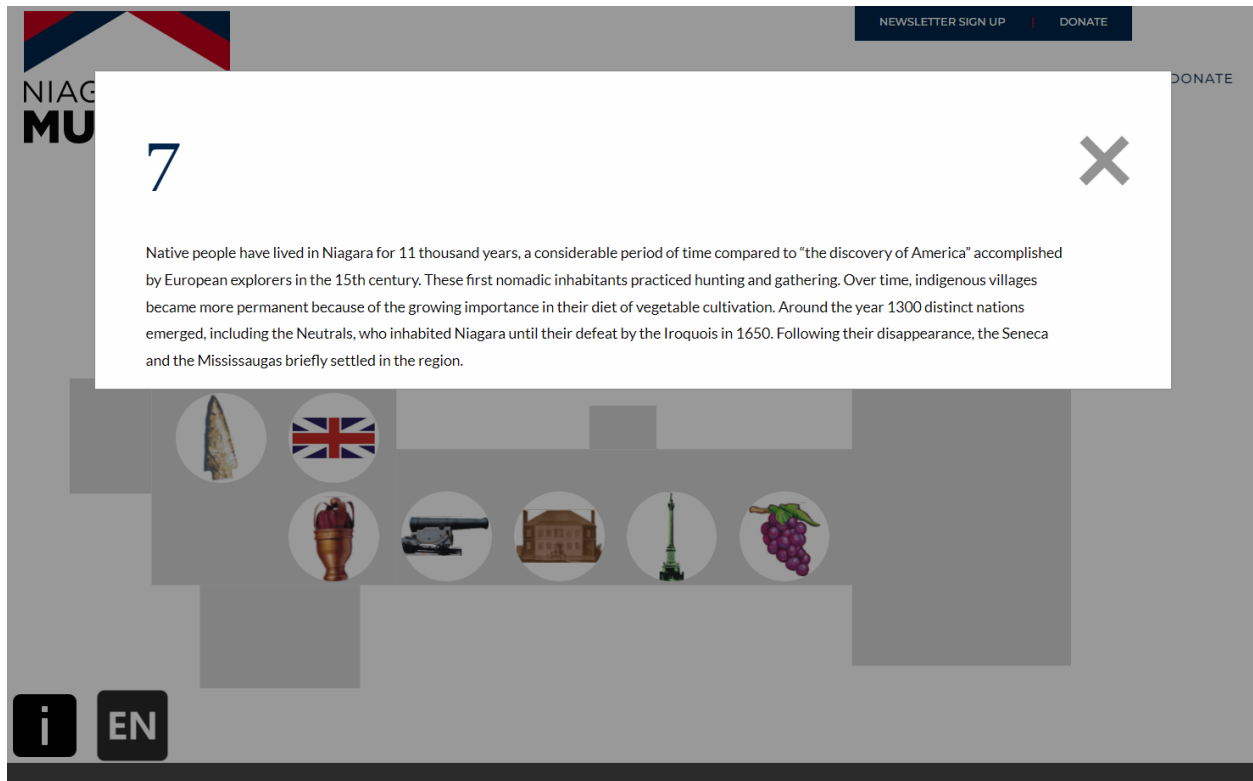 NEWSLETTER SIGN UP | DONATE
DONATE
NIAG
MU
7
Native people have lived in Niagara for 11 thousand years, a considerable period of time compared to “the discovery of America” accomplished
by European explorers in the 15th century. These first nomadic inhabitants practiced hunting and gathering. Over time, indigenous villages
became more permanent because of the growing importance in their diet of vegetable cultivation. Around the year 1300 distinct nations
emerged, including the Neutrals, who inhabited Niagara until their defeat by the Iroquois in 1650. Following their disappearance, the Seneca
and the Mississaugas briefly settled in the region.
i
EN